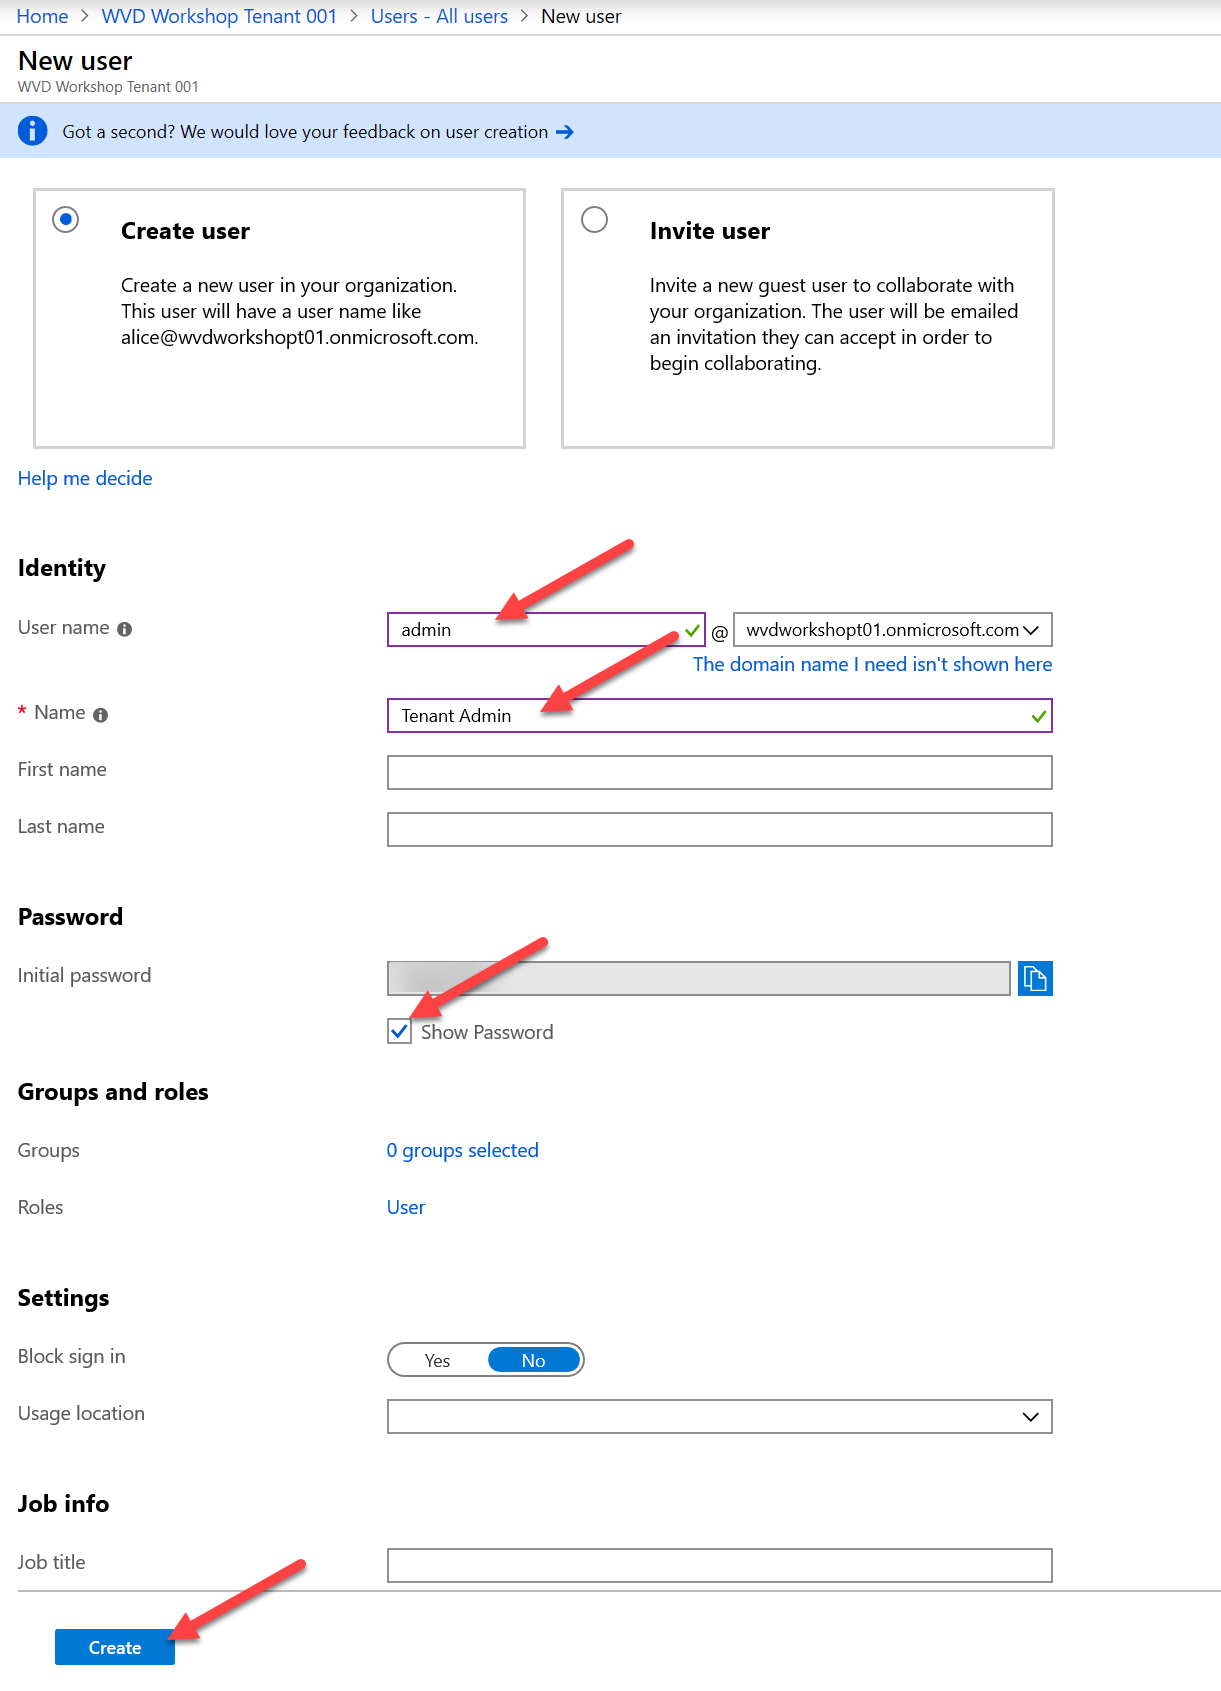 Home > WVD Workshop Tenant 001 > Users - All users > New user
New user
WVD Workshop Tenant 001
Got a second? We would love your feedback on user creation →
Create user
Create a new user in your organization.
This user will have a user name like
alice@wvdworkshopt01.onmicrosoft.com.
Invite user
Invite a new guest user to collaborate with
your organization. The user will be emailed
an invitation they can accept in order to
begin collaborating.
Help me decide
Identity
User name admin @ wvdworkshopt01.onmicrosoft.com
The domain name I need isn't shown here
* Name Tenant Admin
First name
Last name
Password
Initial password
Show Password
Groups and roles
Groups 0 groups selected
Roles User
Settings
Block sign in Yes No
Usage location
Job info
Job title
Create